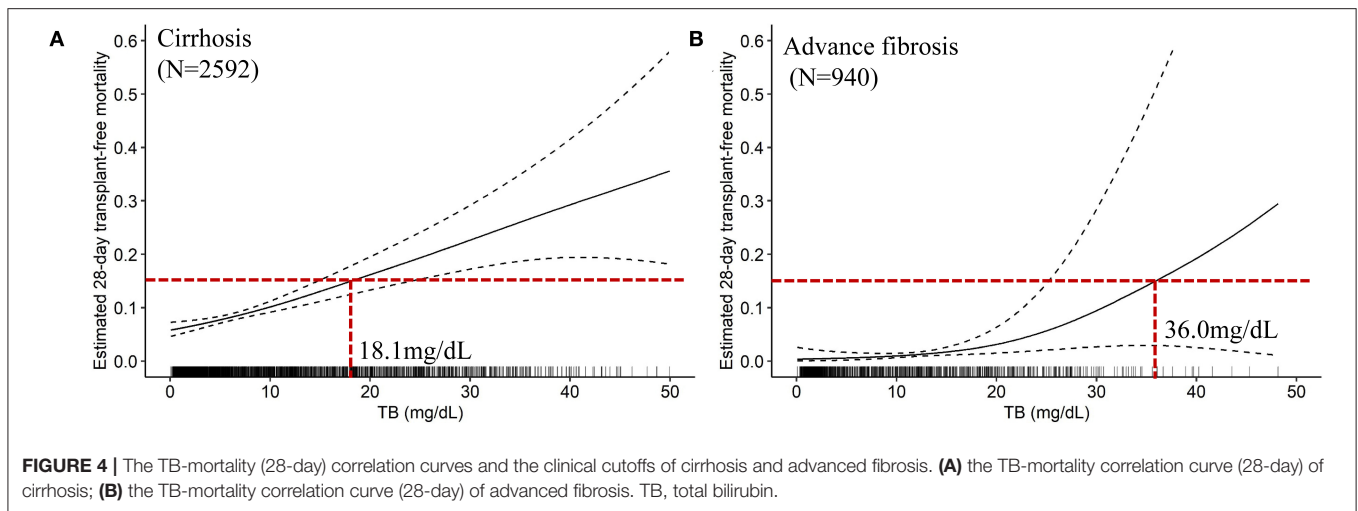 A
Cirrhosis
(N=2592)
Estimated 28-day transplant-free mortality
0.6
0.5
0.4
0.3
0.2
0.1
0.0
18.1mg/dL
0 10 20 30 40 50
TB (mg/dL)
B
Advance fibrosis
(N=940)
Estimated 28-day transplant-free mortality
0.6
0.5
0.4
0.3
0.2
0.1
0.0
36.0mg/dL
0 10 20 30 40 50
TB (mg/dL)
FIGURE 4 | The TB-mortality (28-day) correlation curves and the clinical cutoffs of cirrhosis and advanced fibrosis. (A) the TB-mortality correlation curve (28-day) of
cirrhosis; (B) the TB-mortality correlation curve (28-day) of advanced fibrosis. TB, total bilirubin.